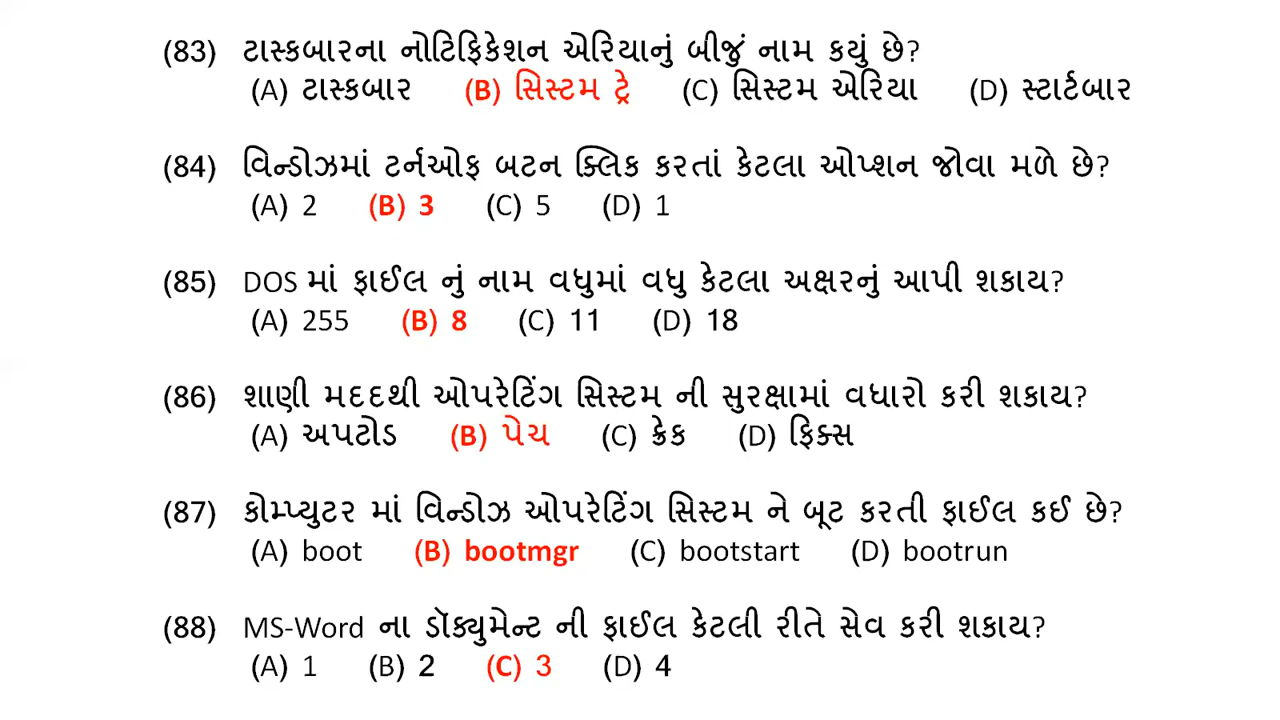 (83) ટાસ્કબારના નોટિફિકેશન એરિયાનું બીજું નામ કયું છે?
(A) ટાસ્કબાર (B) સિસ્ટમ ટ્રે (C) સિસ્ટમ એરિયા (D) સ્ટાર્ટબાર
(84) વિન્ડોઝમાં ટર્નઓફ બટન ક્લિક કરતાં કેટલા ઓપ્શન જોવા મળે છે?
(A) 2 (B) 3 (C) 5 (D) 1
(85) DOS માં ફાઈલ નું નામ વધુમાં વધુ કેટલા અક્ષરનું આપી શકાય?
(A) 255 (B) 8 (C) 11 (D) 18
(86) શાણી મદદથી ઓપરેટિંગ સિસ્ટમ ની સુરક્ષામાં વધારો કરી શકાય?
(A) અપટોડ (B) પેચ (C) ક્રેક (D) ફિક્સ
(87) કોમ્પ્યુટર માં વિન્ડોઝ ઓપરેટિંગ સિસ્ટમ ને બૂટ કરતી ફાઈલ કઈ છે?
(A) boot (B) bootmgr (C) bootstart (D) bootrun
(88) MS-Word ના ડૉક્યુમેન્ટ ની ફાઈલ કેટલી રીતે સેવ કરી શકાય?
(A) 1 (B) 2 (C) 3 (D) 4